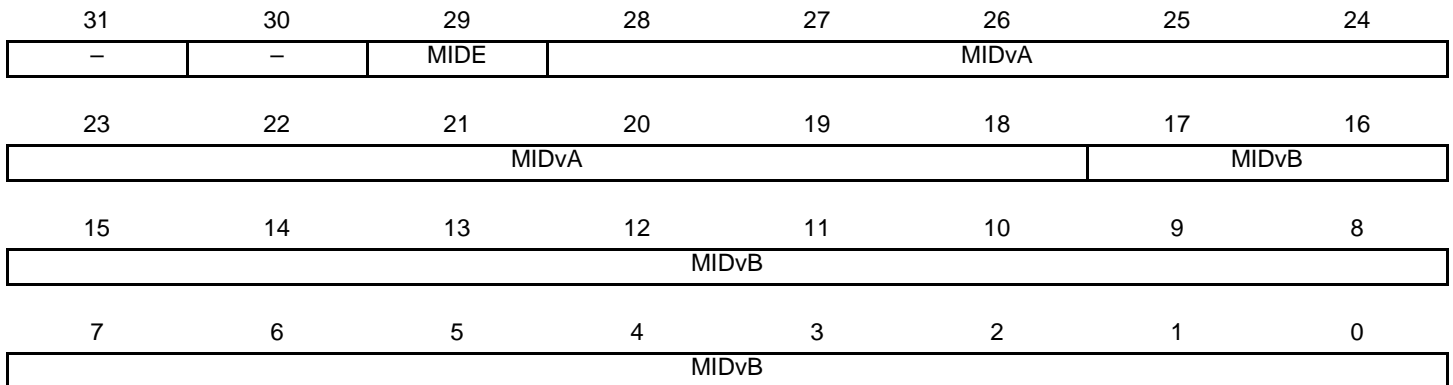 31 30 29 28 27 26 25 24
– – MIDE MIDvA
23 22 21 20 19 18 17 16
MIDvA MIDvB
15 14 13 12 11 10 9 8
MIDvB
7 6 5 4 3 2 1 0
MIDvB